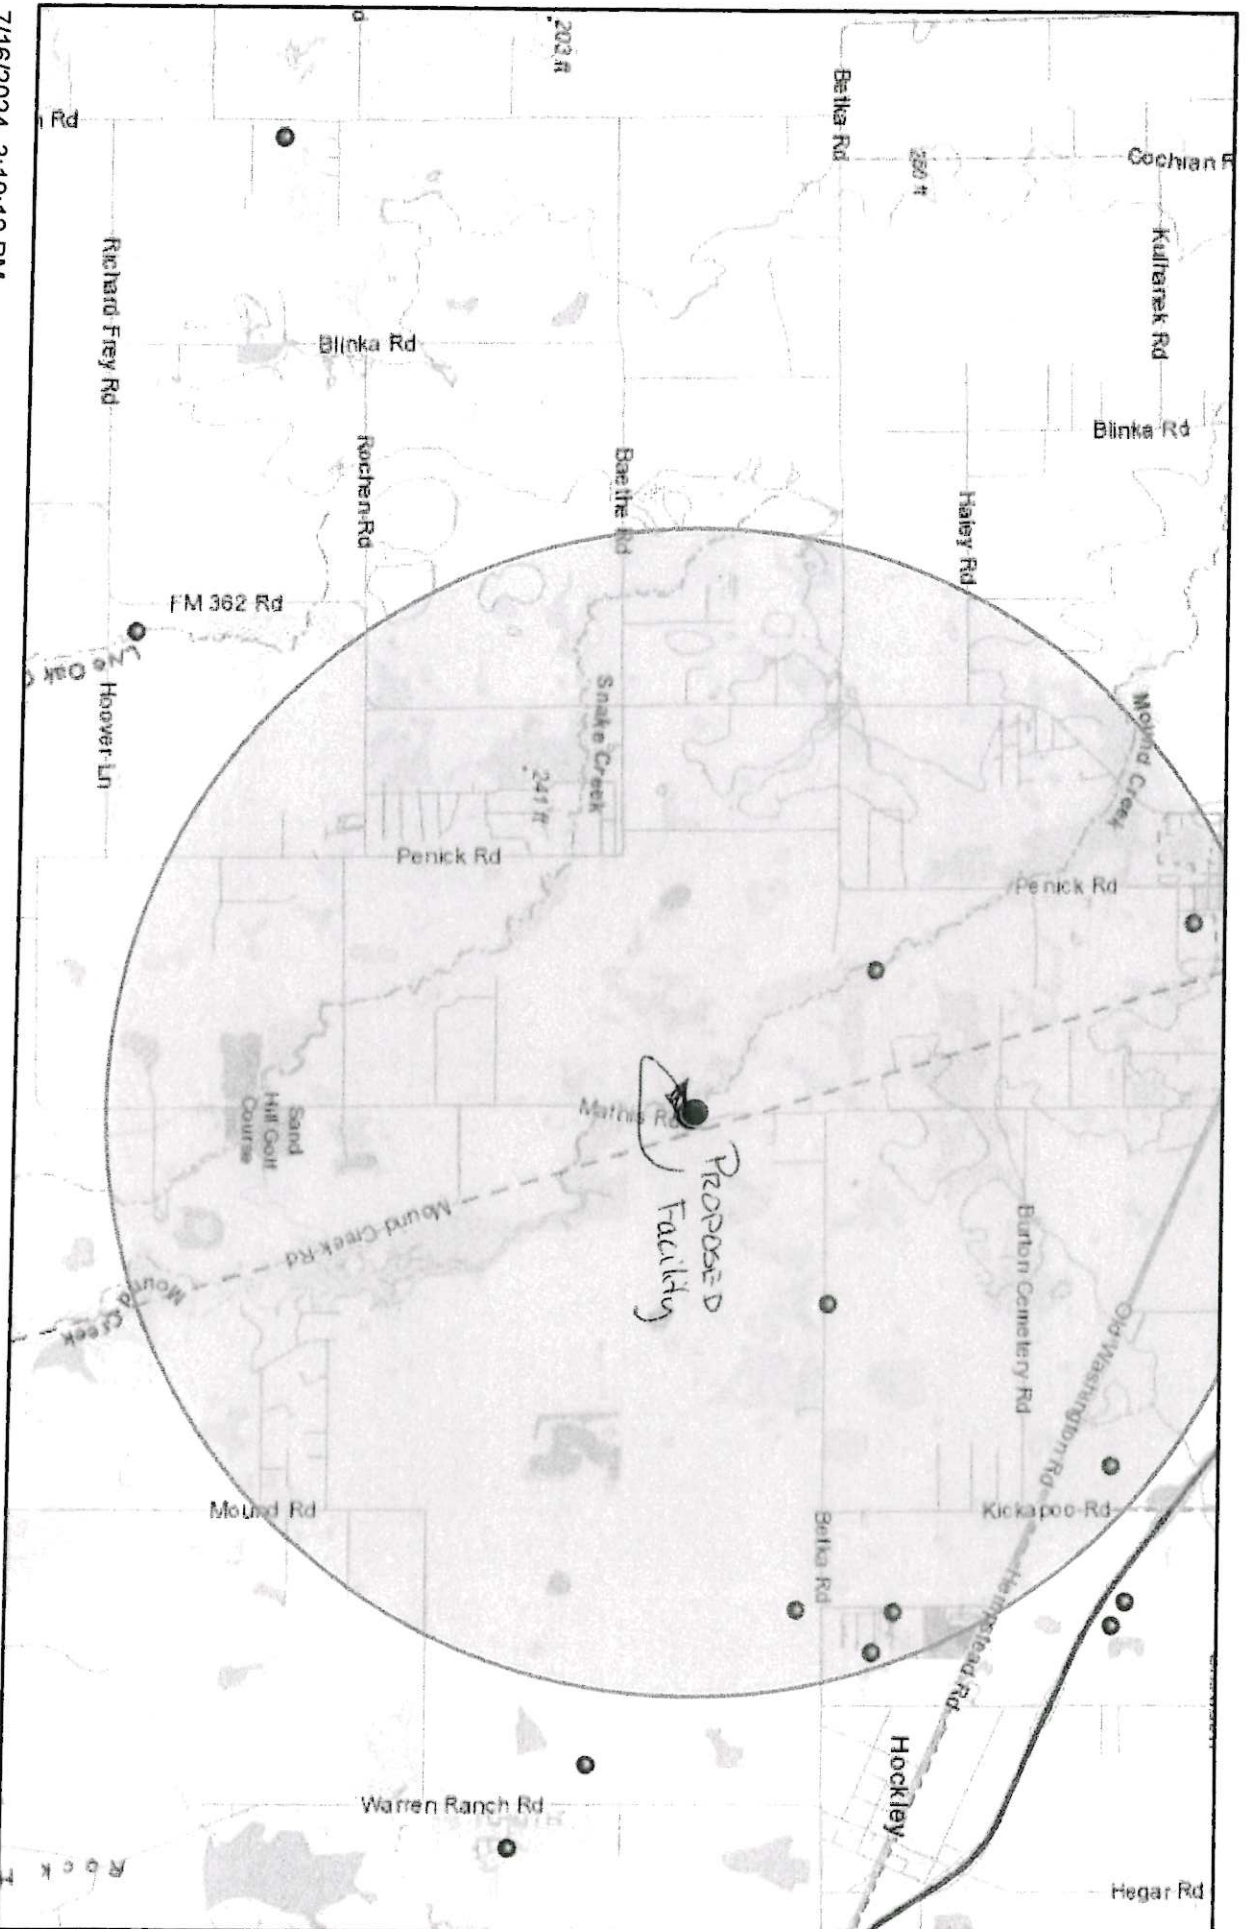 203 ft
Betka Rd
Cochran R
260 ft
Rd
Kulhanek Rd
Richard Frey Rd
Blinka Rd
Blinka Rd
Rochen Rd
Baethe Rd
Haley Rd
FM 362 Rd
Hoover Ln
Snake Creek
Mound Creek
241 ft
Penick Rd
Penick Rd
Sand
Hill Golf
Course
Mathis Rd
PROPOSED
Facility
Mound Creek Rd
Mound Creek
Burton Cemetery Rd
Old Washington Rd
Mound Rd
Kickapoo Rd
Betka Rd
Hempstead Rd
Hockley
Warren Ranch Rd
Rock
Hegar Rd